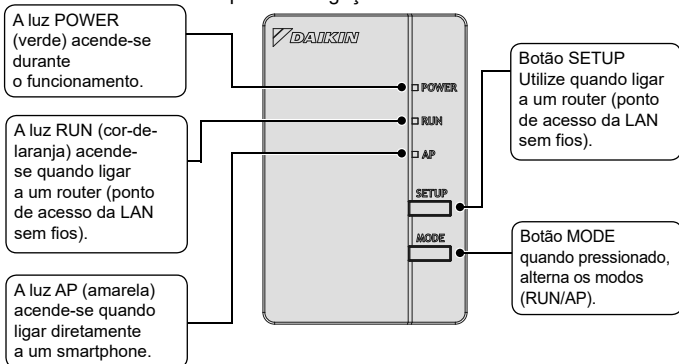 A luz POWER
(verde) acende-se
durante
o funcionamento.
A luz RUN (cor-de-
laranja) acende-
se quando ligar
a um router (ponto
de acesso da LAN
sem fios).
A luz AP (amarela)
acende-se quando
ligar diretamente
a um smartphone.
DAIKIN
POWER
RUN
AP
SETUP
MODE
Botão SETUP
Utilize quando ligar
a um router (ponto
de acesso da LAN
sem fios).
Botão MODE
quando pressionado,
alterna os modos
(RUN/AP).